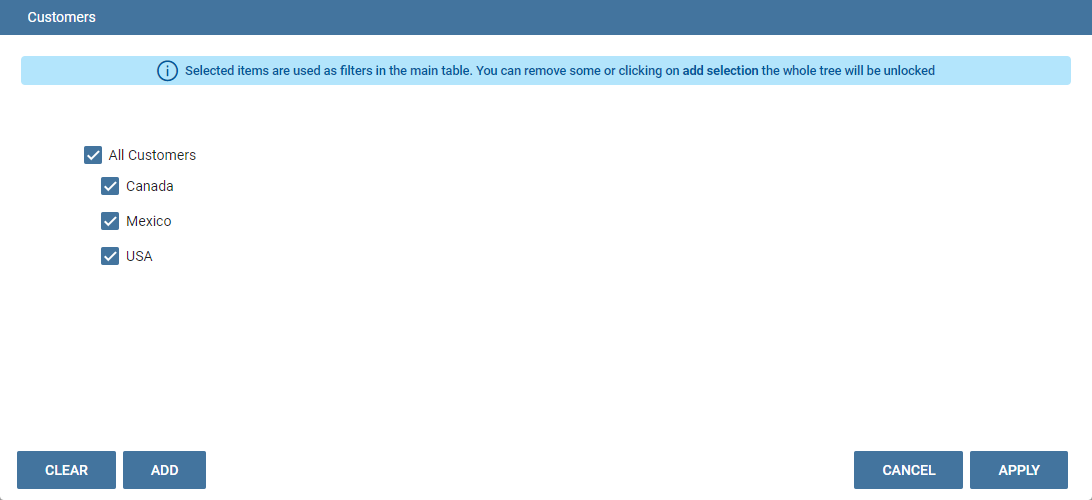 Customers
Selected items are used as filters in the main table. You can remove some or clicking on add selection the whole tree will be unlocked
All Customers
Canada
Mexico
USA
CLEAR ADD CANCEL APPLY